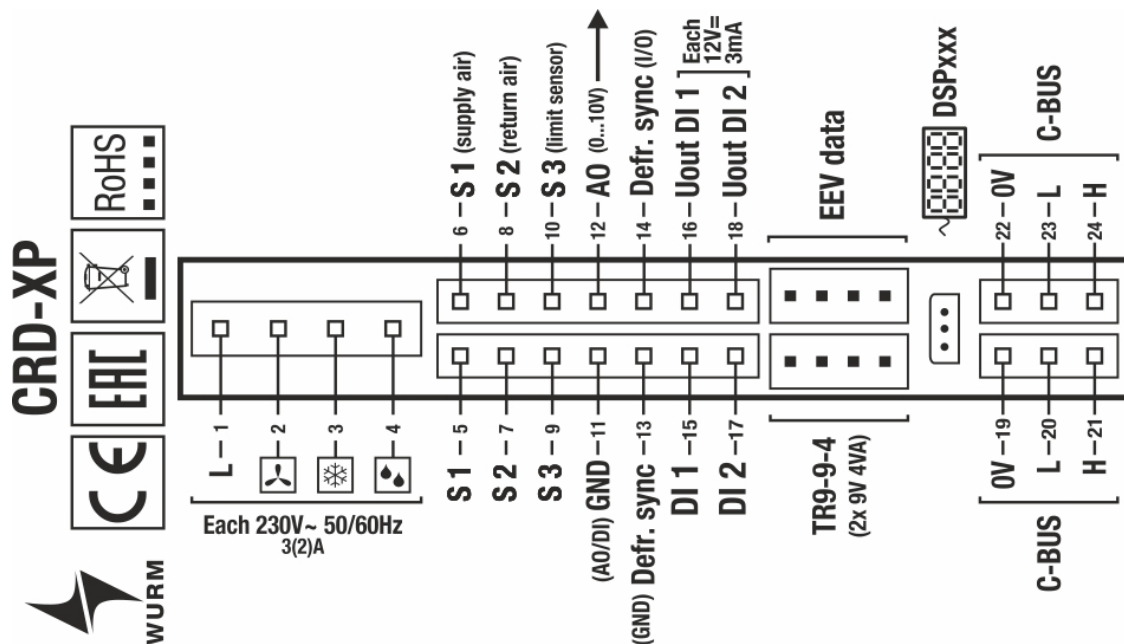 CRD-XP
CE
EAC
RoHS
WURM
6 S 1 (supply air)
8 S 2 (return air)
10 S 3 (limit sensor)
12 AO (0...10V)
14 Defr. sync (I/O)
16 Uout DI 1
18 Uout DI 2
Each
12V=
3mA
EEV data
DSPxxx
C-BUS
22 0V
23 L
24 H
L 1
2
3
4
Each 230V~ 50/60Hz
3(2)A
S 1 5
S 2 7
S 3 9
(AO/DI) GND 11
(GND) Defr. sync 13
DI 1 15
DI 2 17
TR9-9-4
(2x 9V 4VA)
0V 19
L 20
H 21
C-BUS